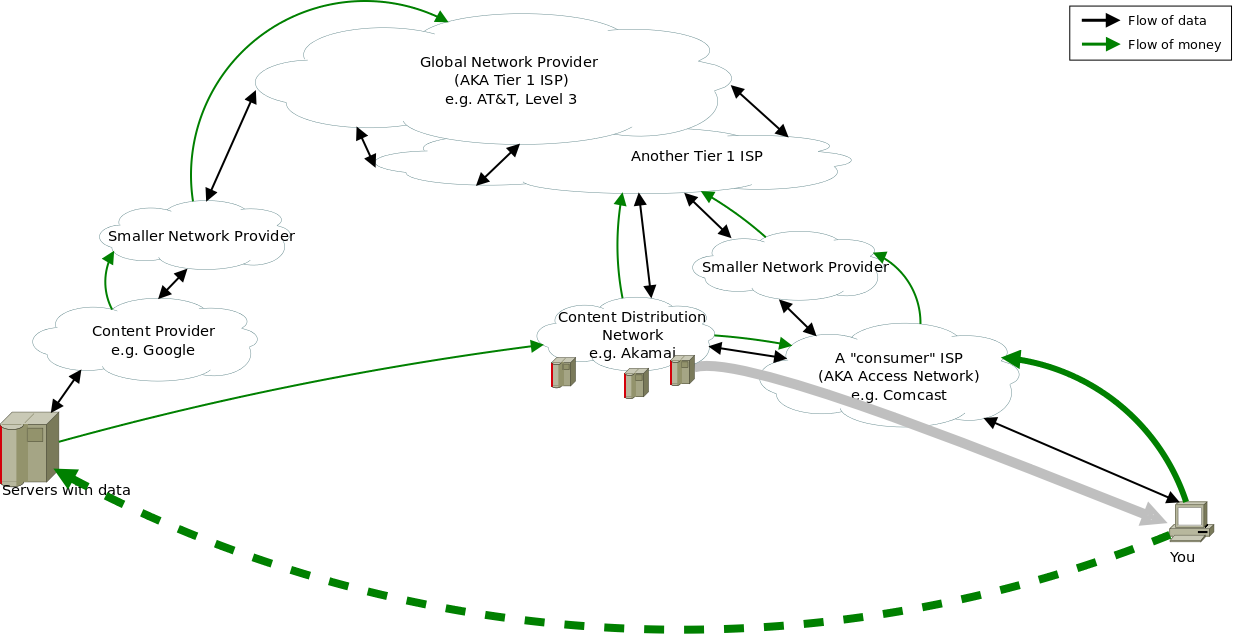 Flow of data
Flow of money
Global Network Provider
(AKA Tier 1 ISP)
e.g. AT&T, Level 3
Another Tier 1 ISP
Smaller Network Provider
Smaller Network Provider
Content Provider
e.g. Google
Content Distribution
Network
e.g. Akamai
A "consumer" ISP
(AKA Access Network)
e.g. Comcast
Servers with data
You